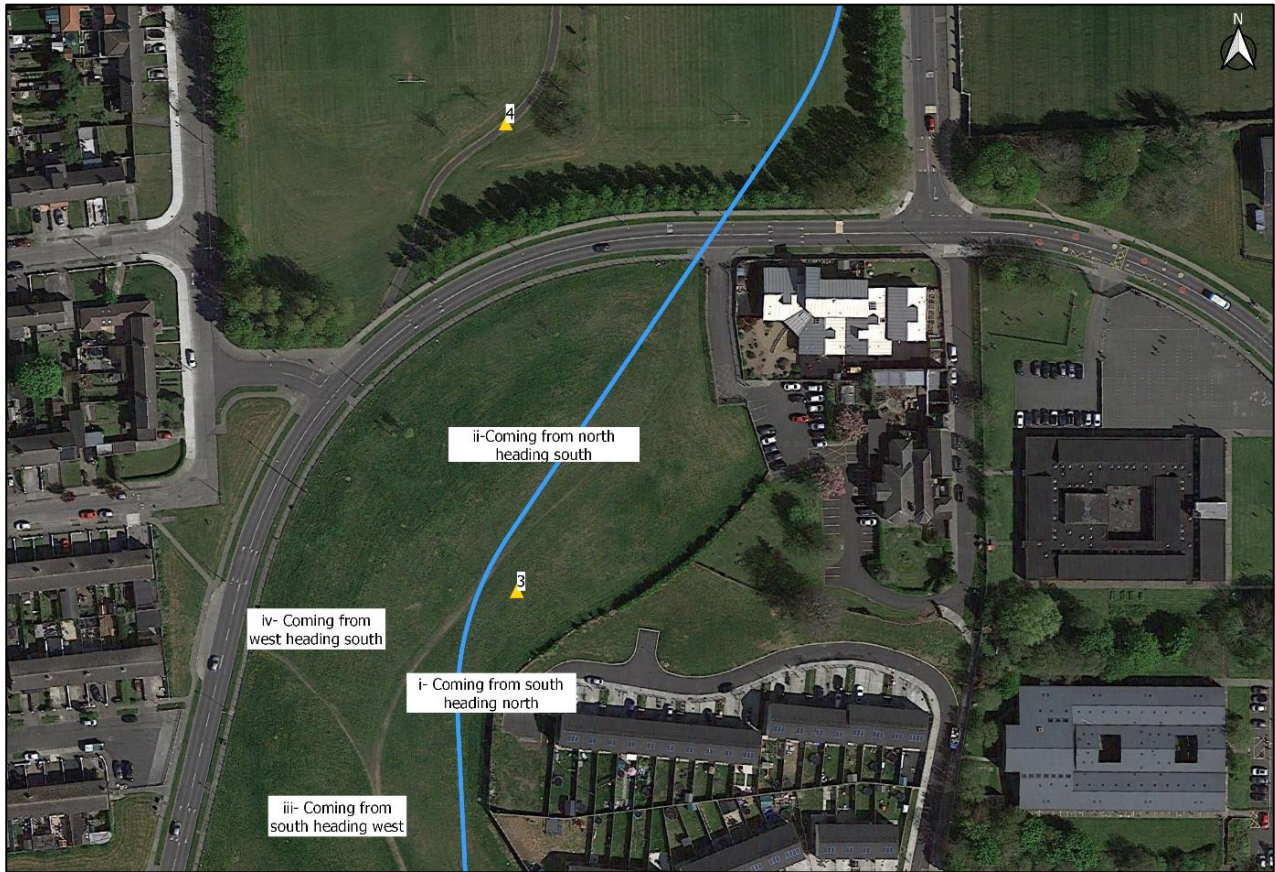 N
4
ii-Coming from north
heading south
3
iv- Coming from
west heading south
i- Coming from south
heading north
iii- Coming from
south heading west